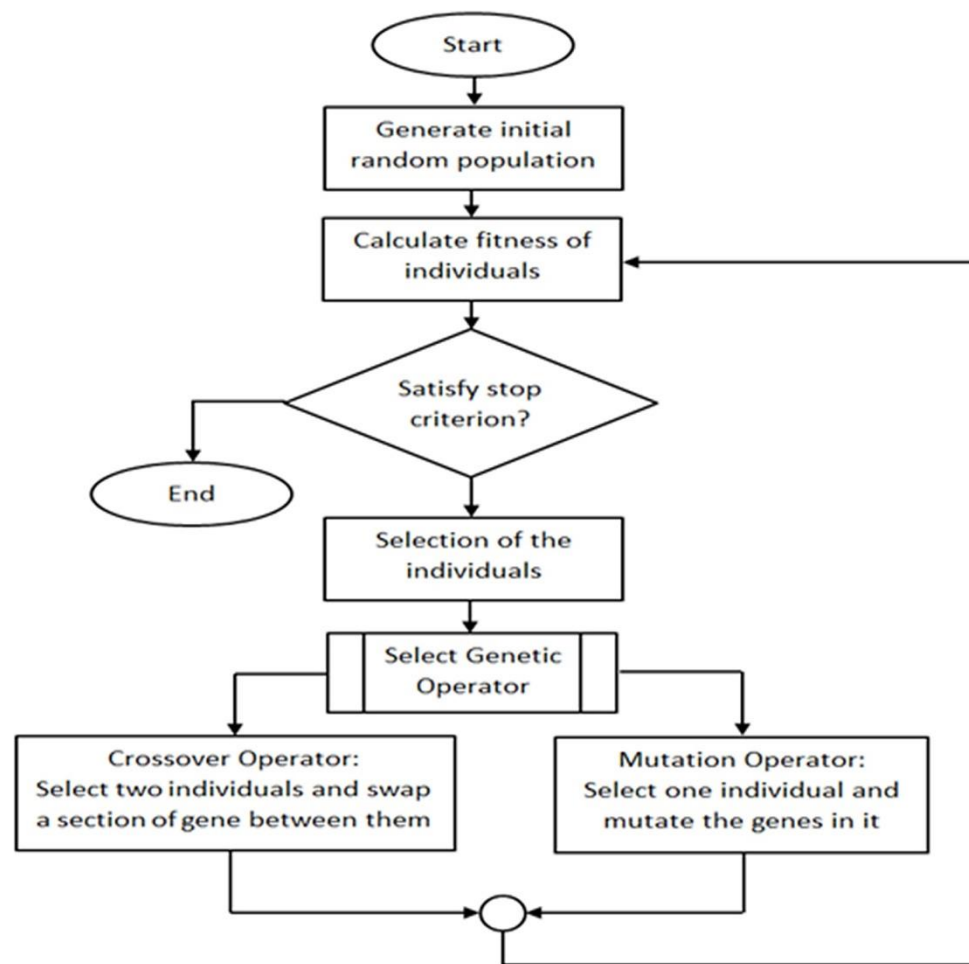 Start
Generate initial
random population
Calculate fitness of
individuals
Satisfy stop
criterion?
End
Selection of the
individuals
Select Genetic
Operator
Crossover Operator:
Select two individuals and swap
a section of gene between them
Mutation Operator:
Select one individual and
mutate the genes in it